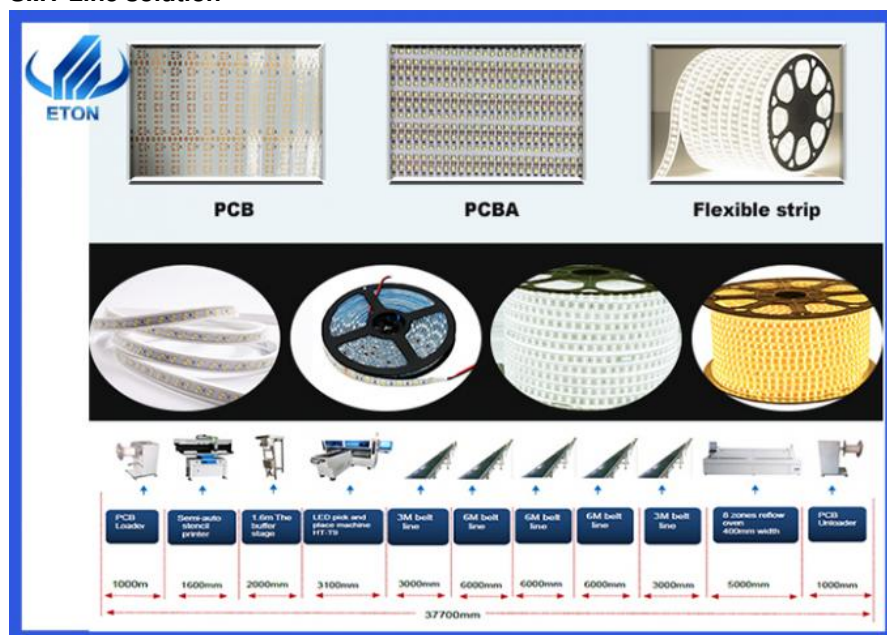 ETON
PCB
PCBA
Flexible strip
PCB
Loader
Semi-auto
stencil
printer
1.6m The
buffer
stage
LED pick and
place machine
HT-T9
3M belt
line
6M belt
line
6M belt
line
6M belt
line
3M belt
line
8 zones reflow
oven
400mm width
PCB
Unloader
1000m
1600mm
2000mm
3100mm
3000mm
6000mm
6000mm
6000mm
3000mm
5000mm
1000mm
37700mm